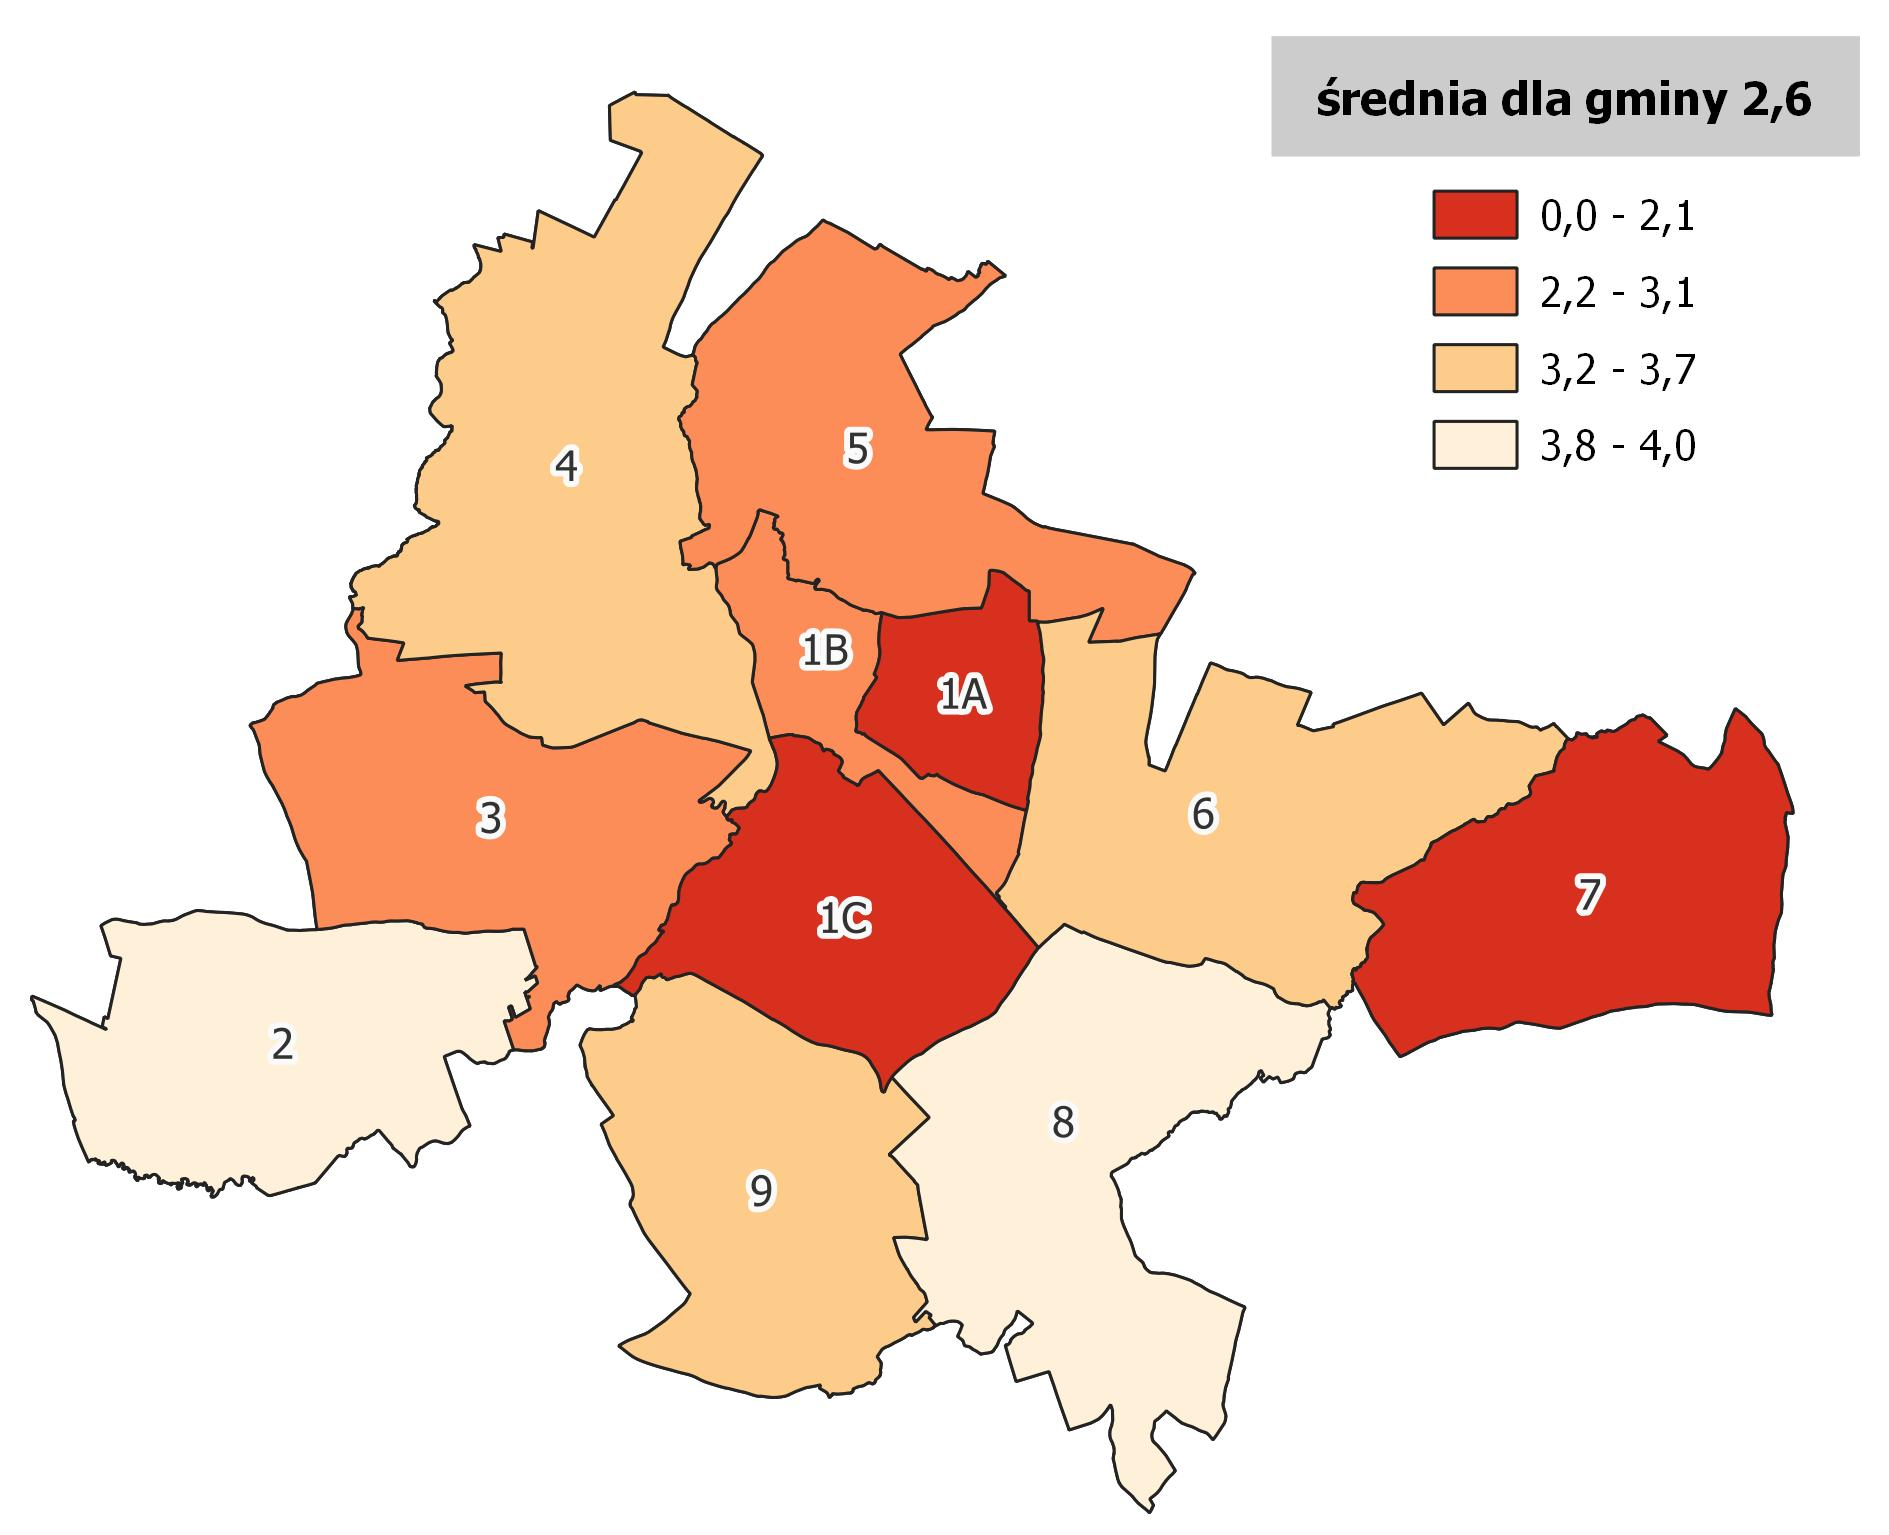 średnia dla gminy 2,6
0,0 - 2,1
2,2 - 3,1
3,2 - 3,7
3,8 - 4,0
4
5
1B
1A
3
6
7
1C
2
8
9